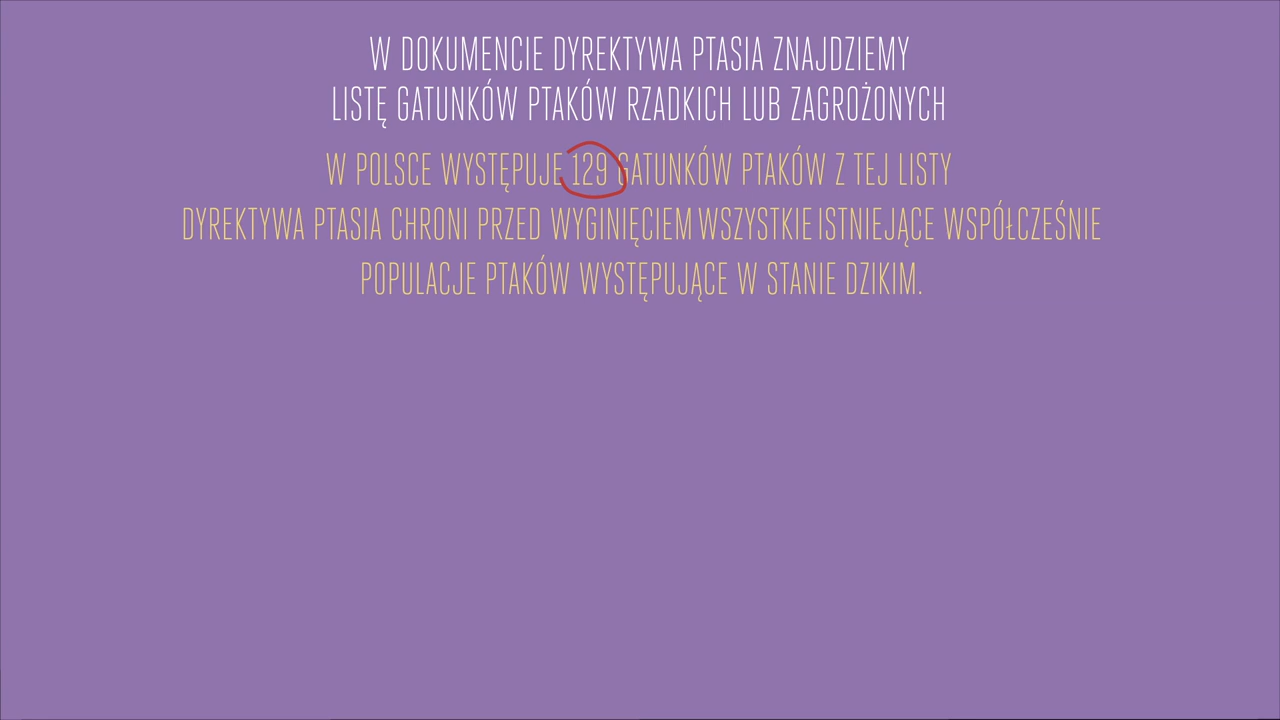 W DOKUMENCIE DYREKTYWA PTASIA ZNAJDZIEMY
LISTĘ GATUNKÓW PTAKÓW RZADKICH LUB ZAGROŻONYCH
W POLSCE WYSTĘPUJE 129 GATUNKÓW PTAKÓW Z TEJ LISTY
DYREKTYWA PTASIA CHRONI PRZED WYGINIĘCIEM WSZYSTKIE ISTNIEJĄCE WSPÓŁCZEŚNIE
POPULACJE PTAKÓW WYSTĘPUJĄCE W STANIE DZIKIM.